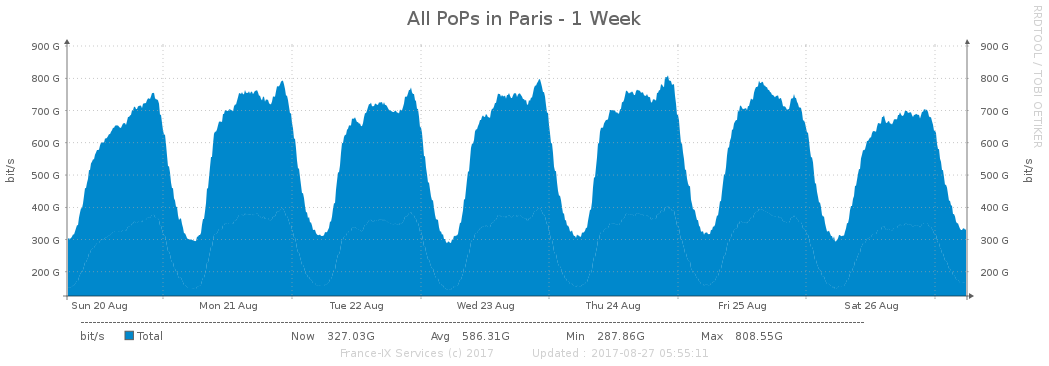 All PoPs in Paris - 1 Week
RRDTOOL / TOBI OETIKER
900 G 900 G
800 G 800 G
700 G 700 G
600 G 600 G
500 G 500 G
400 G 400 G
300 G 300 G
200 G 200 G
bit/s bit/s
Sun 20 Aug Mon 21 Aug Tue 22 Aug Wed 23 Aug Thu 24 Aug Fri 25 Aug Sat 26 Aug
bit/s Total Now 327.03G Avg 586.31G Min 287.86G Max 808.55G
France-IX Services (c) 2017 Updated : 2017-08-27 05:55:11